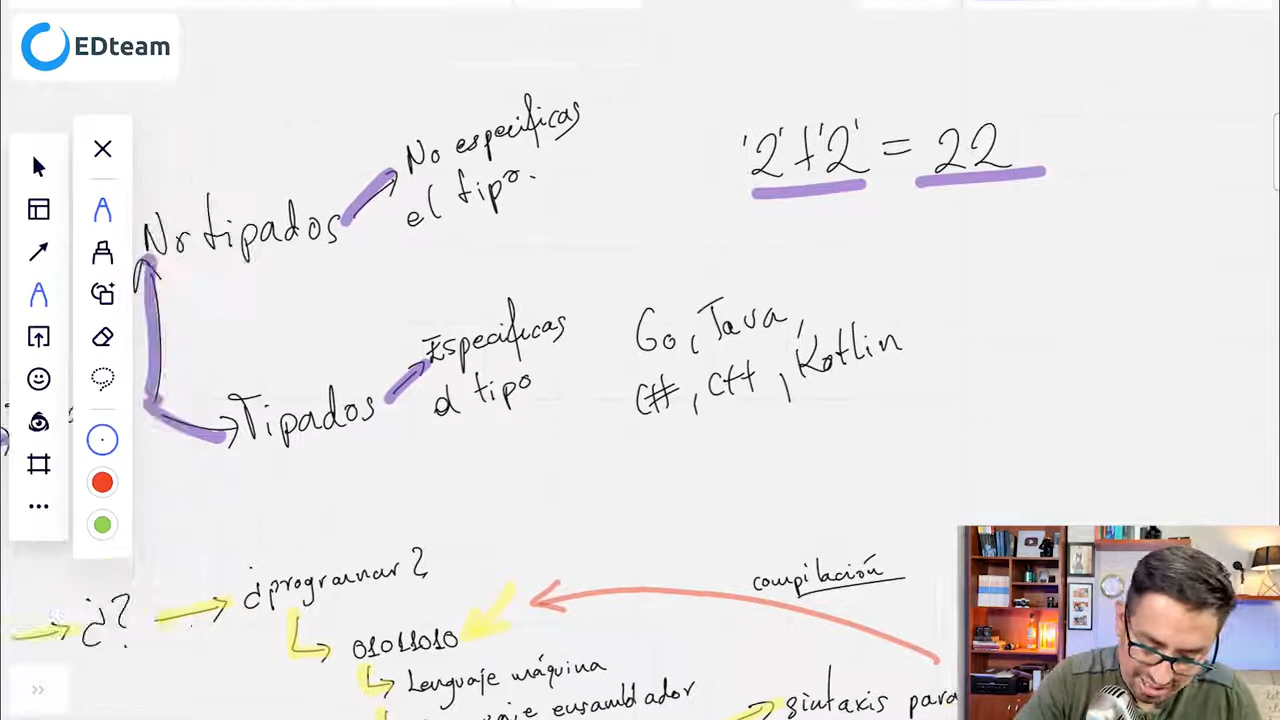 EDteam
No especificas
el tipo.
'2'+'2' = 22
No tipados
Especificas
el tipo
Go, Java,
C#, C++, Kotlin
Tipados
¿programar?
compilación
¿?
01011010
Lenguaje máquina
ensamblador
sintaxis para